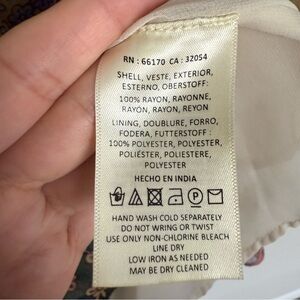 RN : 66170 CA : 32054
SHELL, VESTE, EXTERIOR,
ESTERNO, OBERSTOFF:
100% RAYON, RAYONNE,
RAYON, RAYON, REYON
LINING, DOUBLURE, FORRO,
FODERA, FUTTERSTOFF :
100% POLYESTER, POLYESTER,
POLIÉSTER, POLIESTERE,
POLYESTER
HECHO EN INDIA
HAND WASH COLD SEPARATELY
DO NOT WRING OR TWIST
USE ONLY NON-CHLORINE BLEACH
LINE DRY
LOW IRON AS NEEDED
MAY BE DRY CLEANED